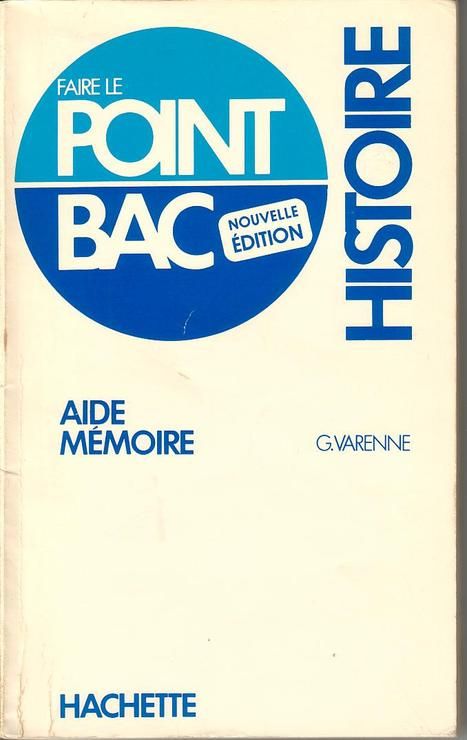 FAIRE LE
POINT
BAC
NOUVELLE
ÉDITION
HISTOIRE
AIDE
MÉMOIRE
G.VARENNE
HACHETTE